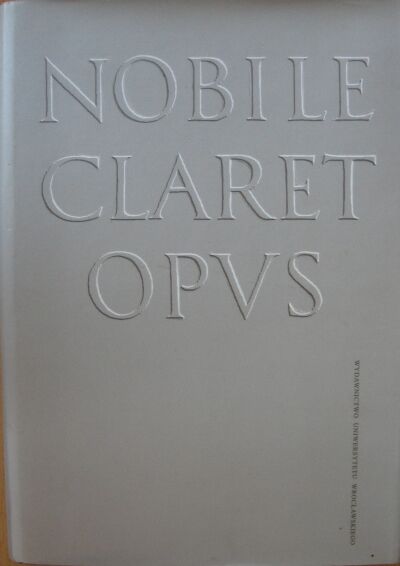 NOBILE
CLARET
OPVS
WYDAWNICTWO UNIWERSYTETU WROCŁAWSKIEGO